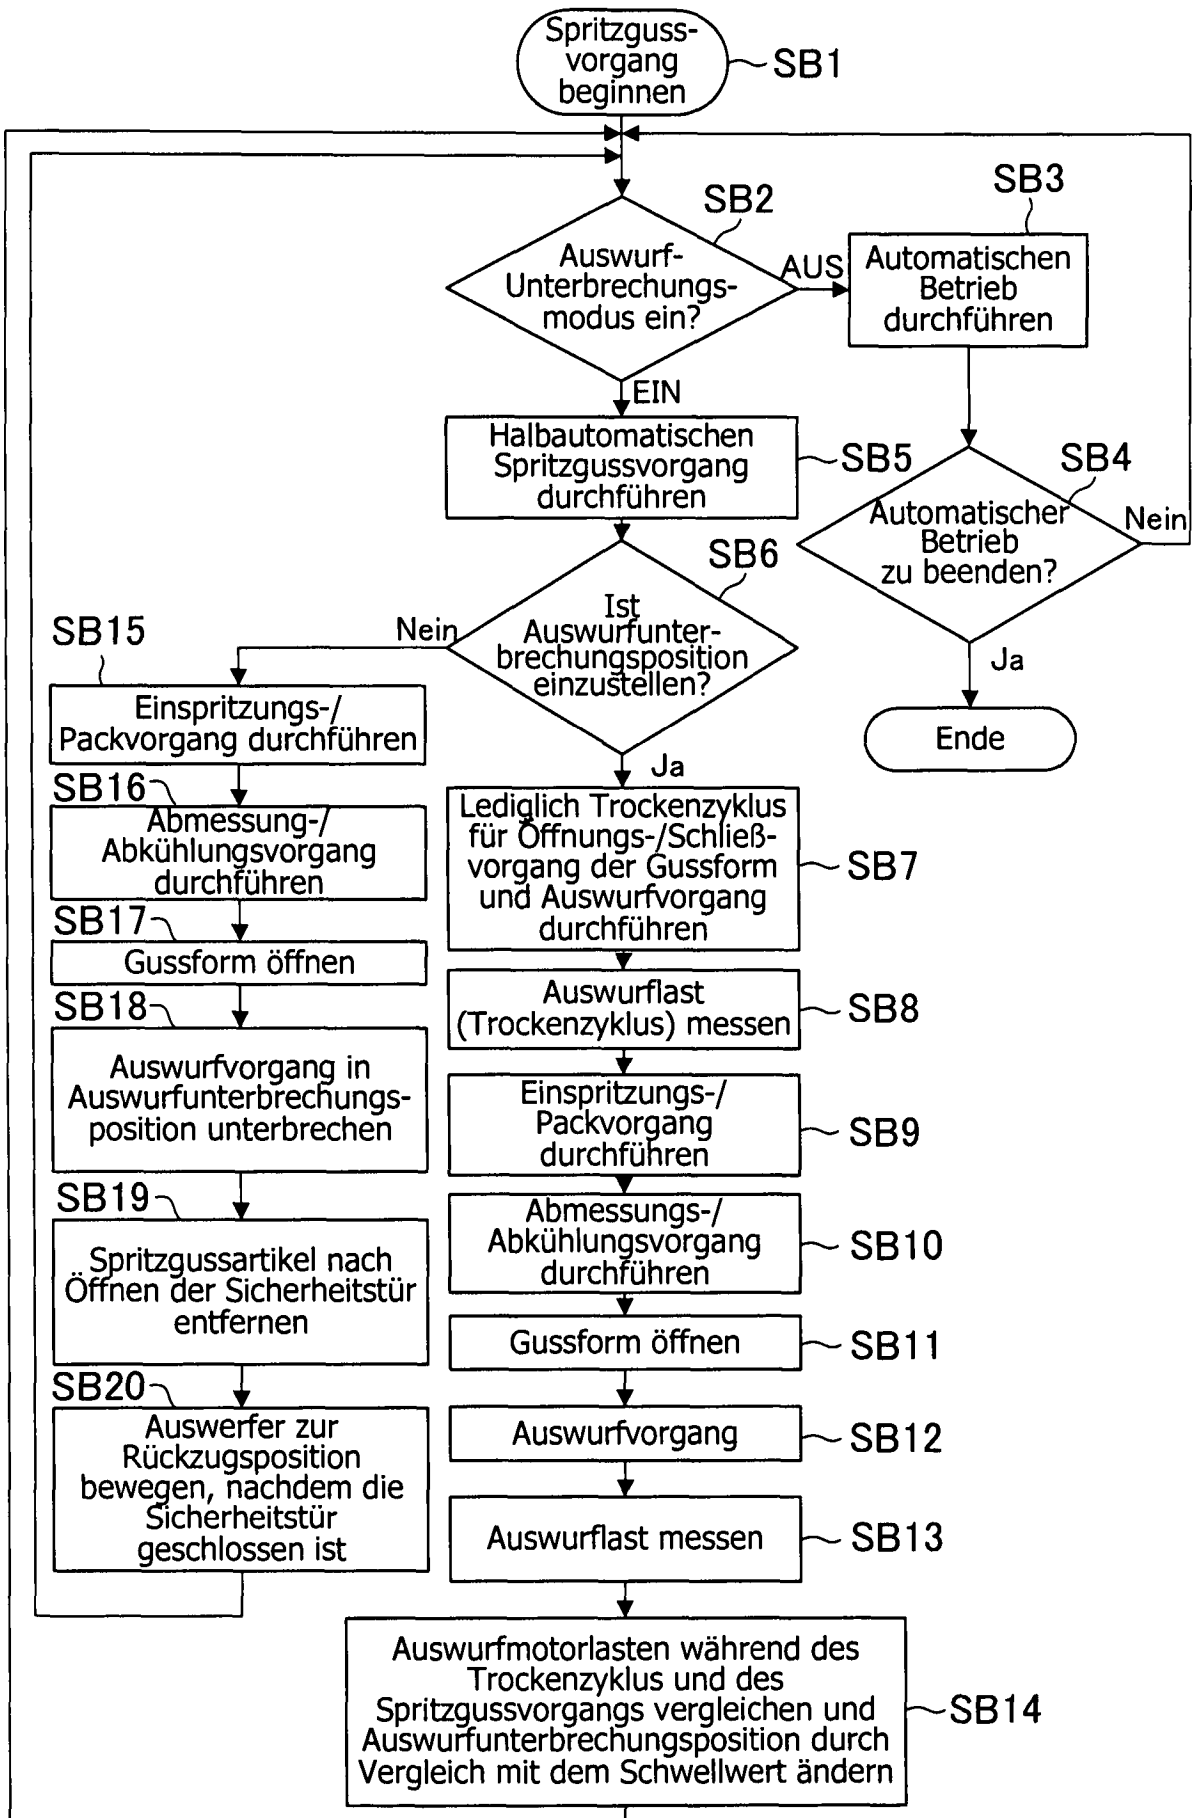 Spritzguss-
vorgang
beginnen
SB1
SB2
Auswurf-
Unterbrechungs-
modus ein?
AUS
EIN
SB3
Automatischen
Betrieb
durchführen
SB4
Automatischer
Betrieb
zu beenden?
Nein
Ja
Ende
Halbautomatischen
Spritzgussvorgang
durchführen
SB5
SB6
Ist
Auswurfunter-
brechungsposition
einzustellen?
Nein
Ja
SB15
Einspritzungs-/
Packvorgang durchführen
SB16
Abmessung-/
Abkühlungsvorgang
durchführen
SB17
Gussform öffnen
SB18
Auswurfvorgang in
Auswurfunterbrechungs-
position unterbrechen
SB19
Spritzgussartikel nach
Öffnen der Sicherheitstür
entfernen
SB20
Auswerfer zur
Rückzugsposition
bewegen, nachdem die
Sicherheitstür
geschlossen ist
Lediglich Trockenzyklus
für Öffnungs-/Schließ-
vorgang der Gussform
und Auswurfvorgang
durchführen
SB7
Auswurflast
(Trockenzyklus) messen
SB8
Einspritzungs-/
Packvorgang
durchführen
SB9
Abmessungs-/
Abkühlungsvorgang
durchführen
SB10
Gussform öffnen
SB11
Auswurfvorgang
SB12
Auswurflast messen
SB13
Auswurfmotorlasten während des
Trockenzyklus und des
Spritzgussvorgangs vergleichen und
Auswurfunterbrechungsposition durch
Vergleich mit dem Schwellwert ändern
SB14